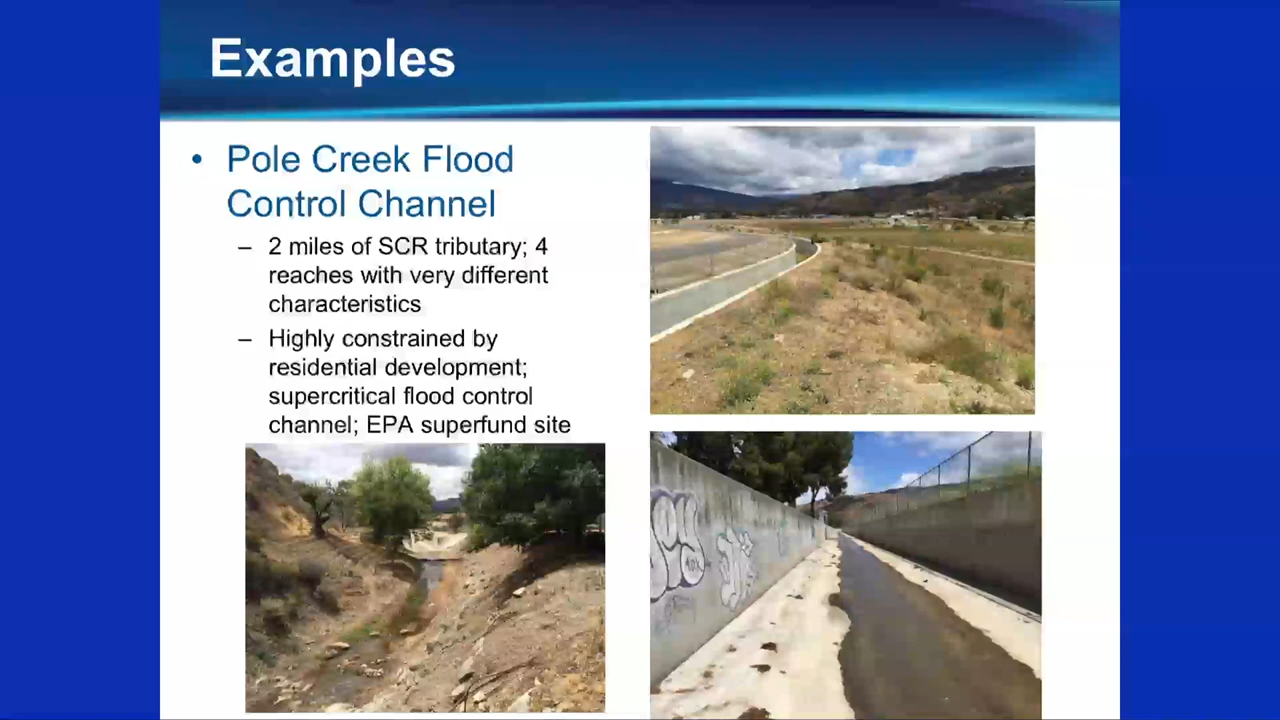 Examples
• Pole Creek Flood
Control Channel
– 2 miles of SCR tributary; 4
reaches with very different
characteristics
– Highly constrained by
residential development;
supercritical flood control
channel; EPA superfund site